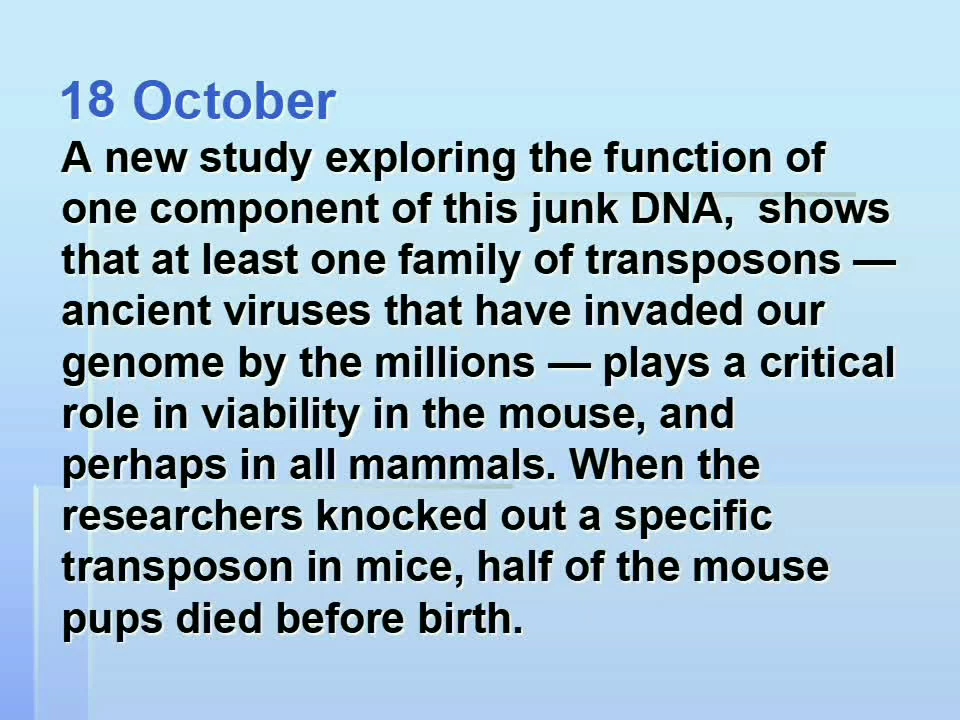 18 October
A new study exploring the function of
one component of this junk DNA,  shows
that at least one family of transposons —
ancient viruses that have invaded our
genome by the millions — plays a critical
role in viability in the mouse, and
perhaps in all mammals. When the
researchers knocked out a specific
transposon in mice, half of the mouse
pups died before birth.